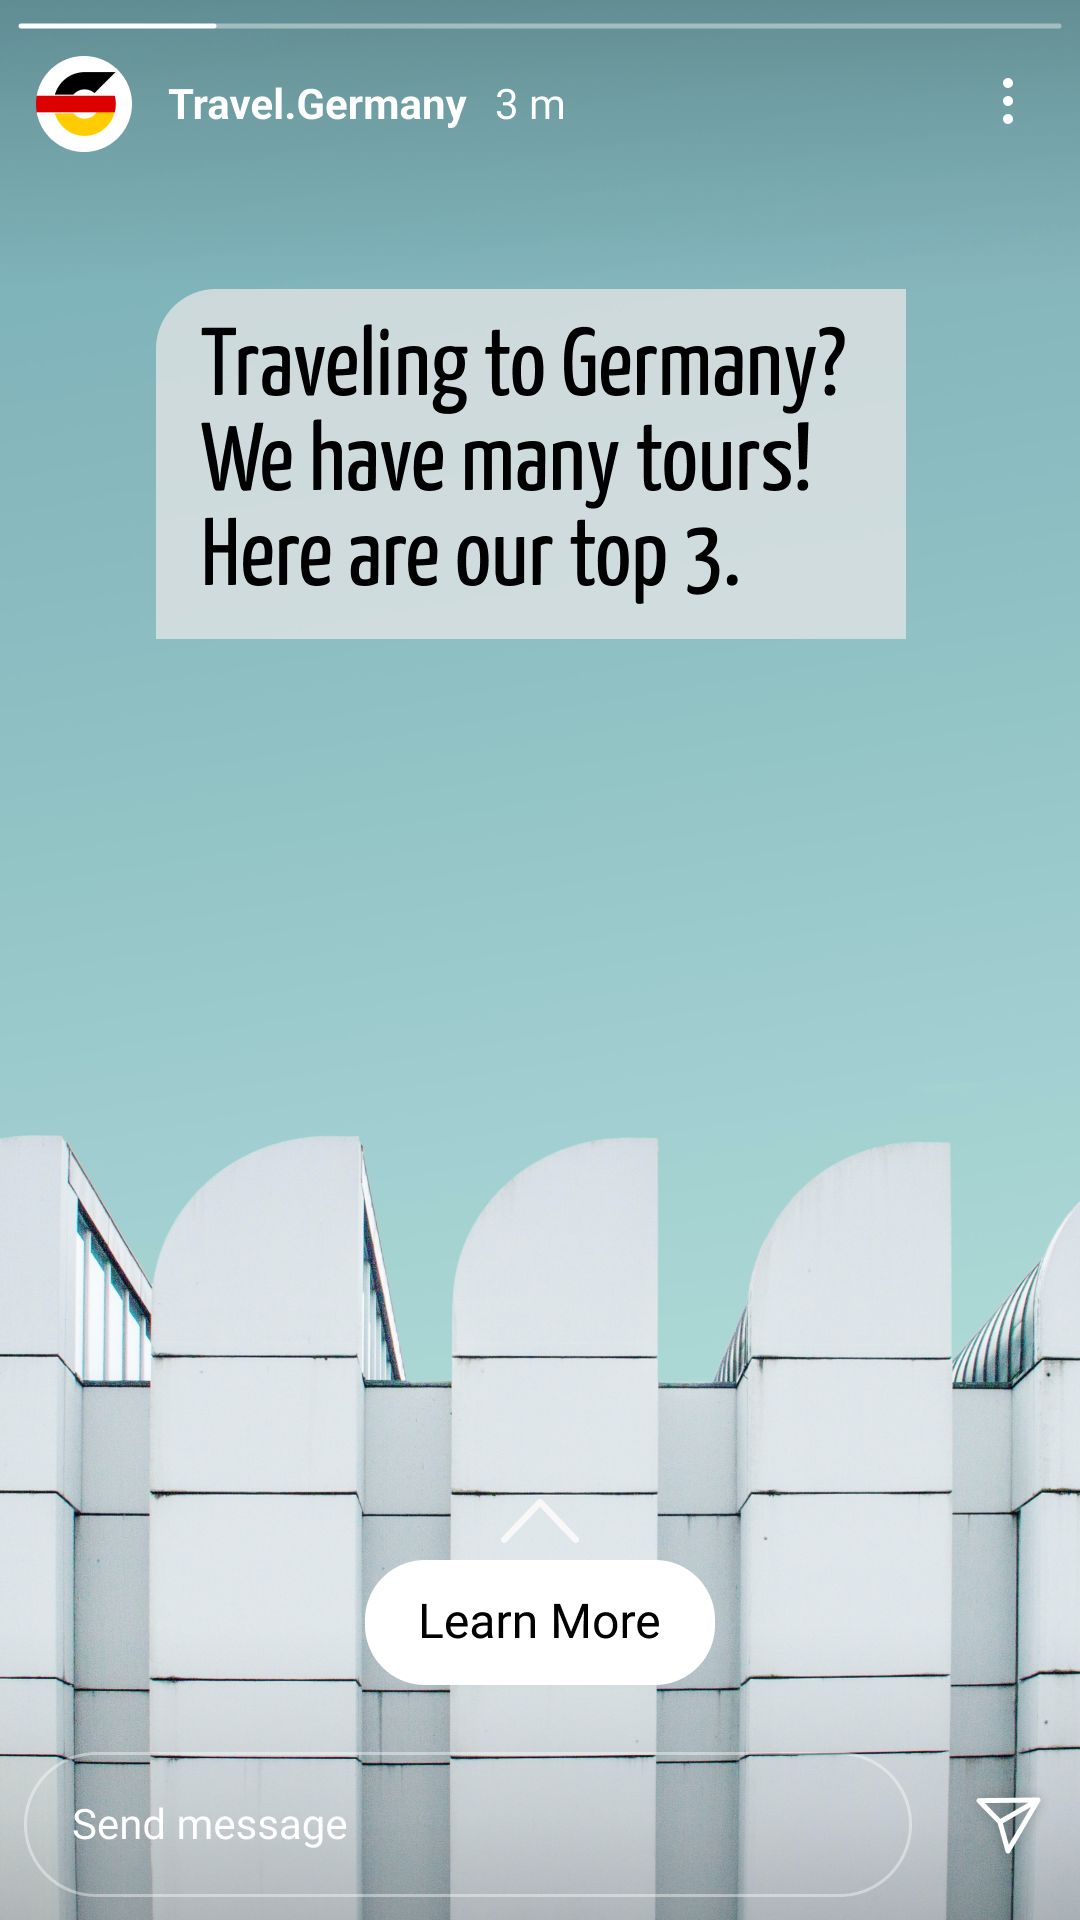 Travel.Germany 3 m
Traveling to Germany?
We have many tours!
Here are our top 3.
Learn More
Send message